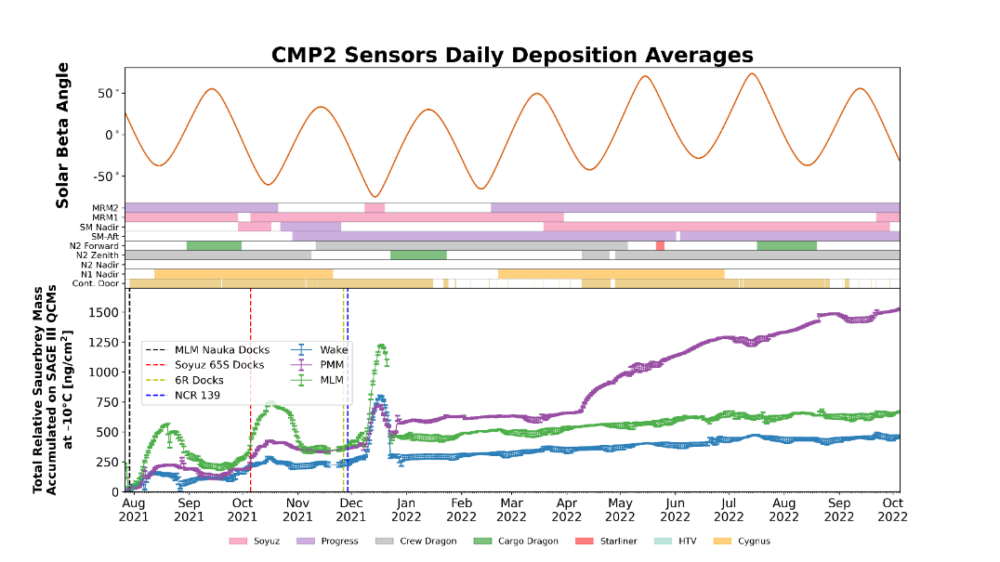 CMP2 Sensors Daily Deposition Averages
Solar Beta Angle
50°
0°
-50°
MRM2
MRM1
SM Nadir
SM-Aft
N2 Forward
N2 Zenith
N2 Nadir
N1 Nadir
Cont. Door
Total Relative Sauerbrey Mass
Accumulated on SAGE III QCMs
at -10°C [ng/cm²]
1500
1250
1000
750
500
250
0
MLM Nauka Docks
Soyuz 65S Docks
6R Docks
NCR 139
Wake
PMM
MLM
Aug Sep Oct Nov Dec Jan Feb Mar Apr May Jun Jul Aug Sep Oct
2021 2021 2021 2021 2021 2022 2022 2022 2022 2022 2022 2022 2022 2022 2022
Soyuz Progress Crew Dragon Cargo Dragon Starliner HTV Cygnus